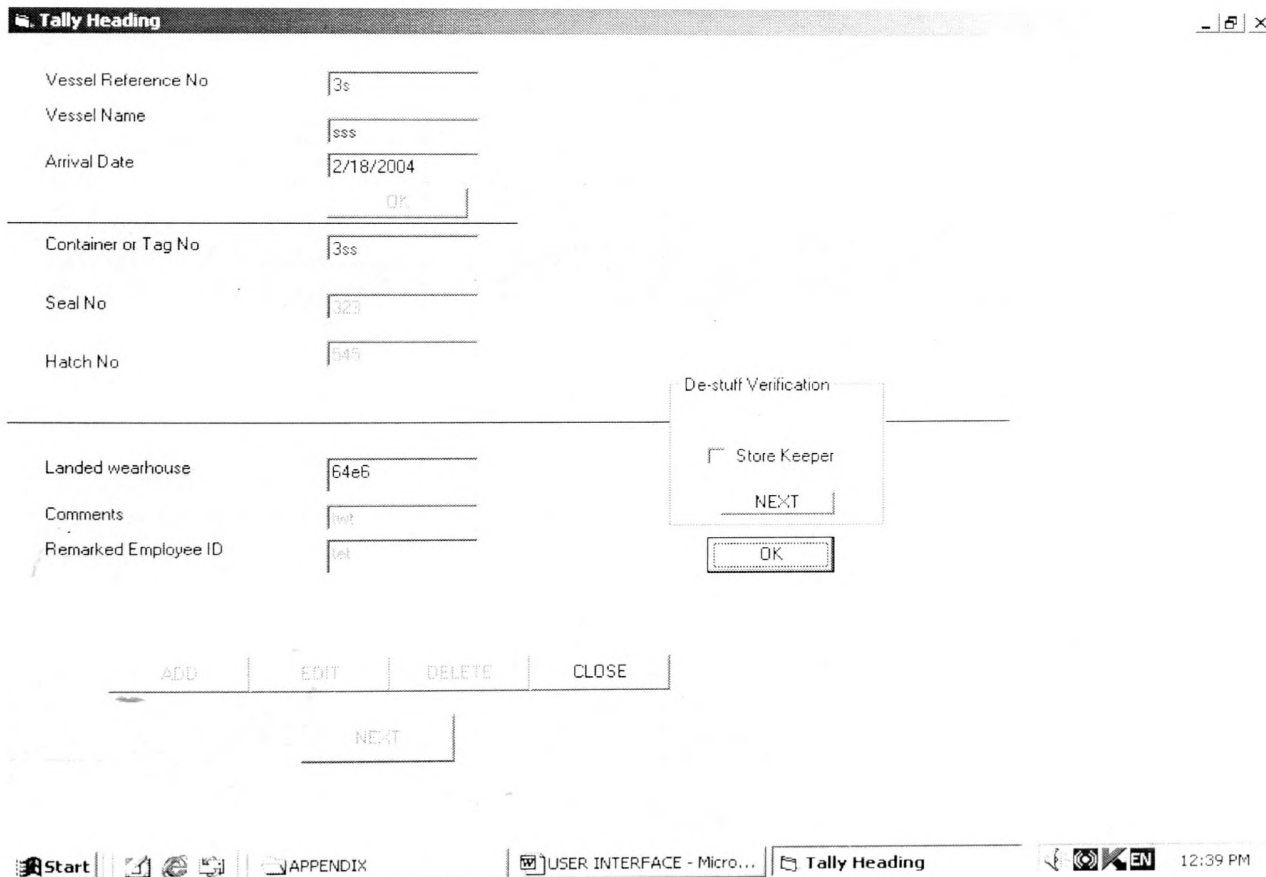 Tally Heading
Vessel Reference No 3s
Vessel Name sss
Arrival Date 2/18/2004
OK
Container or Tag No 3ss
Seal No 323
Hatch No 545
De-stuff Verification
Store Keeper
NEXT
Landed wearhouse 64e6
Comments
Remarked Employee ID tet
OK
ADD EDIT DELETE CLOSE
NEXT
Start APPENDIX USER INTERFACE - Micro... Tally Heading EN 12:39 PM